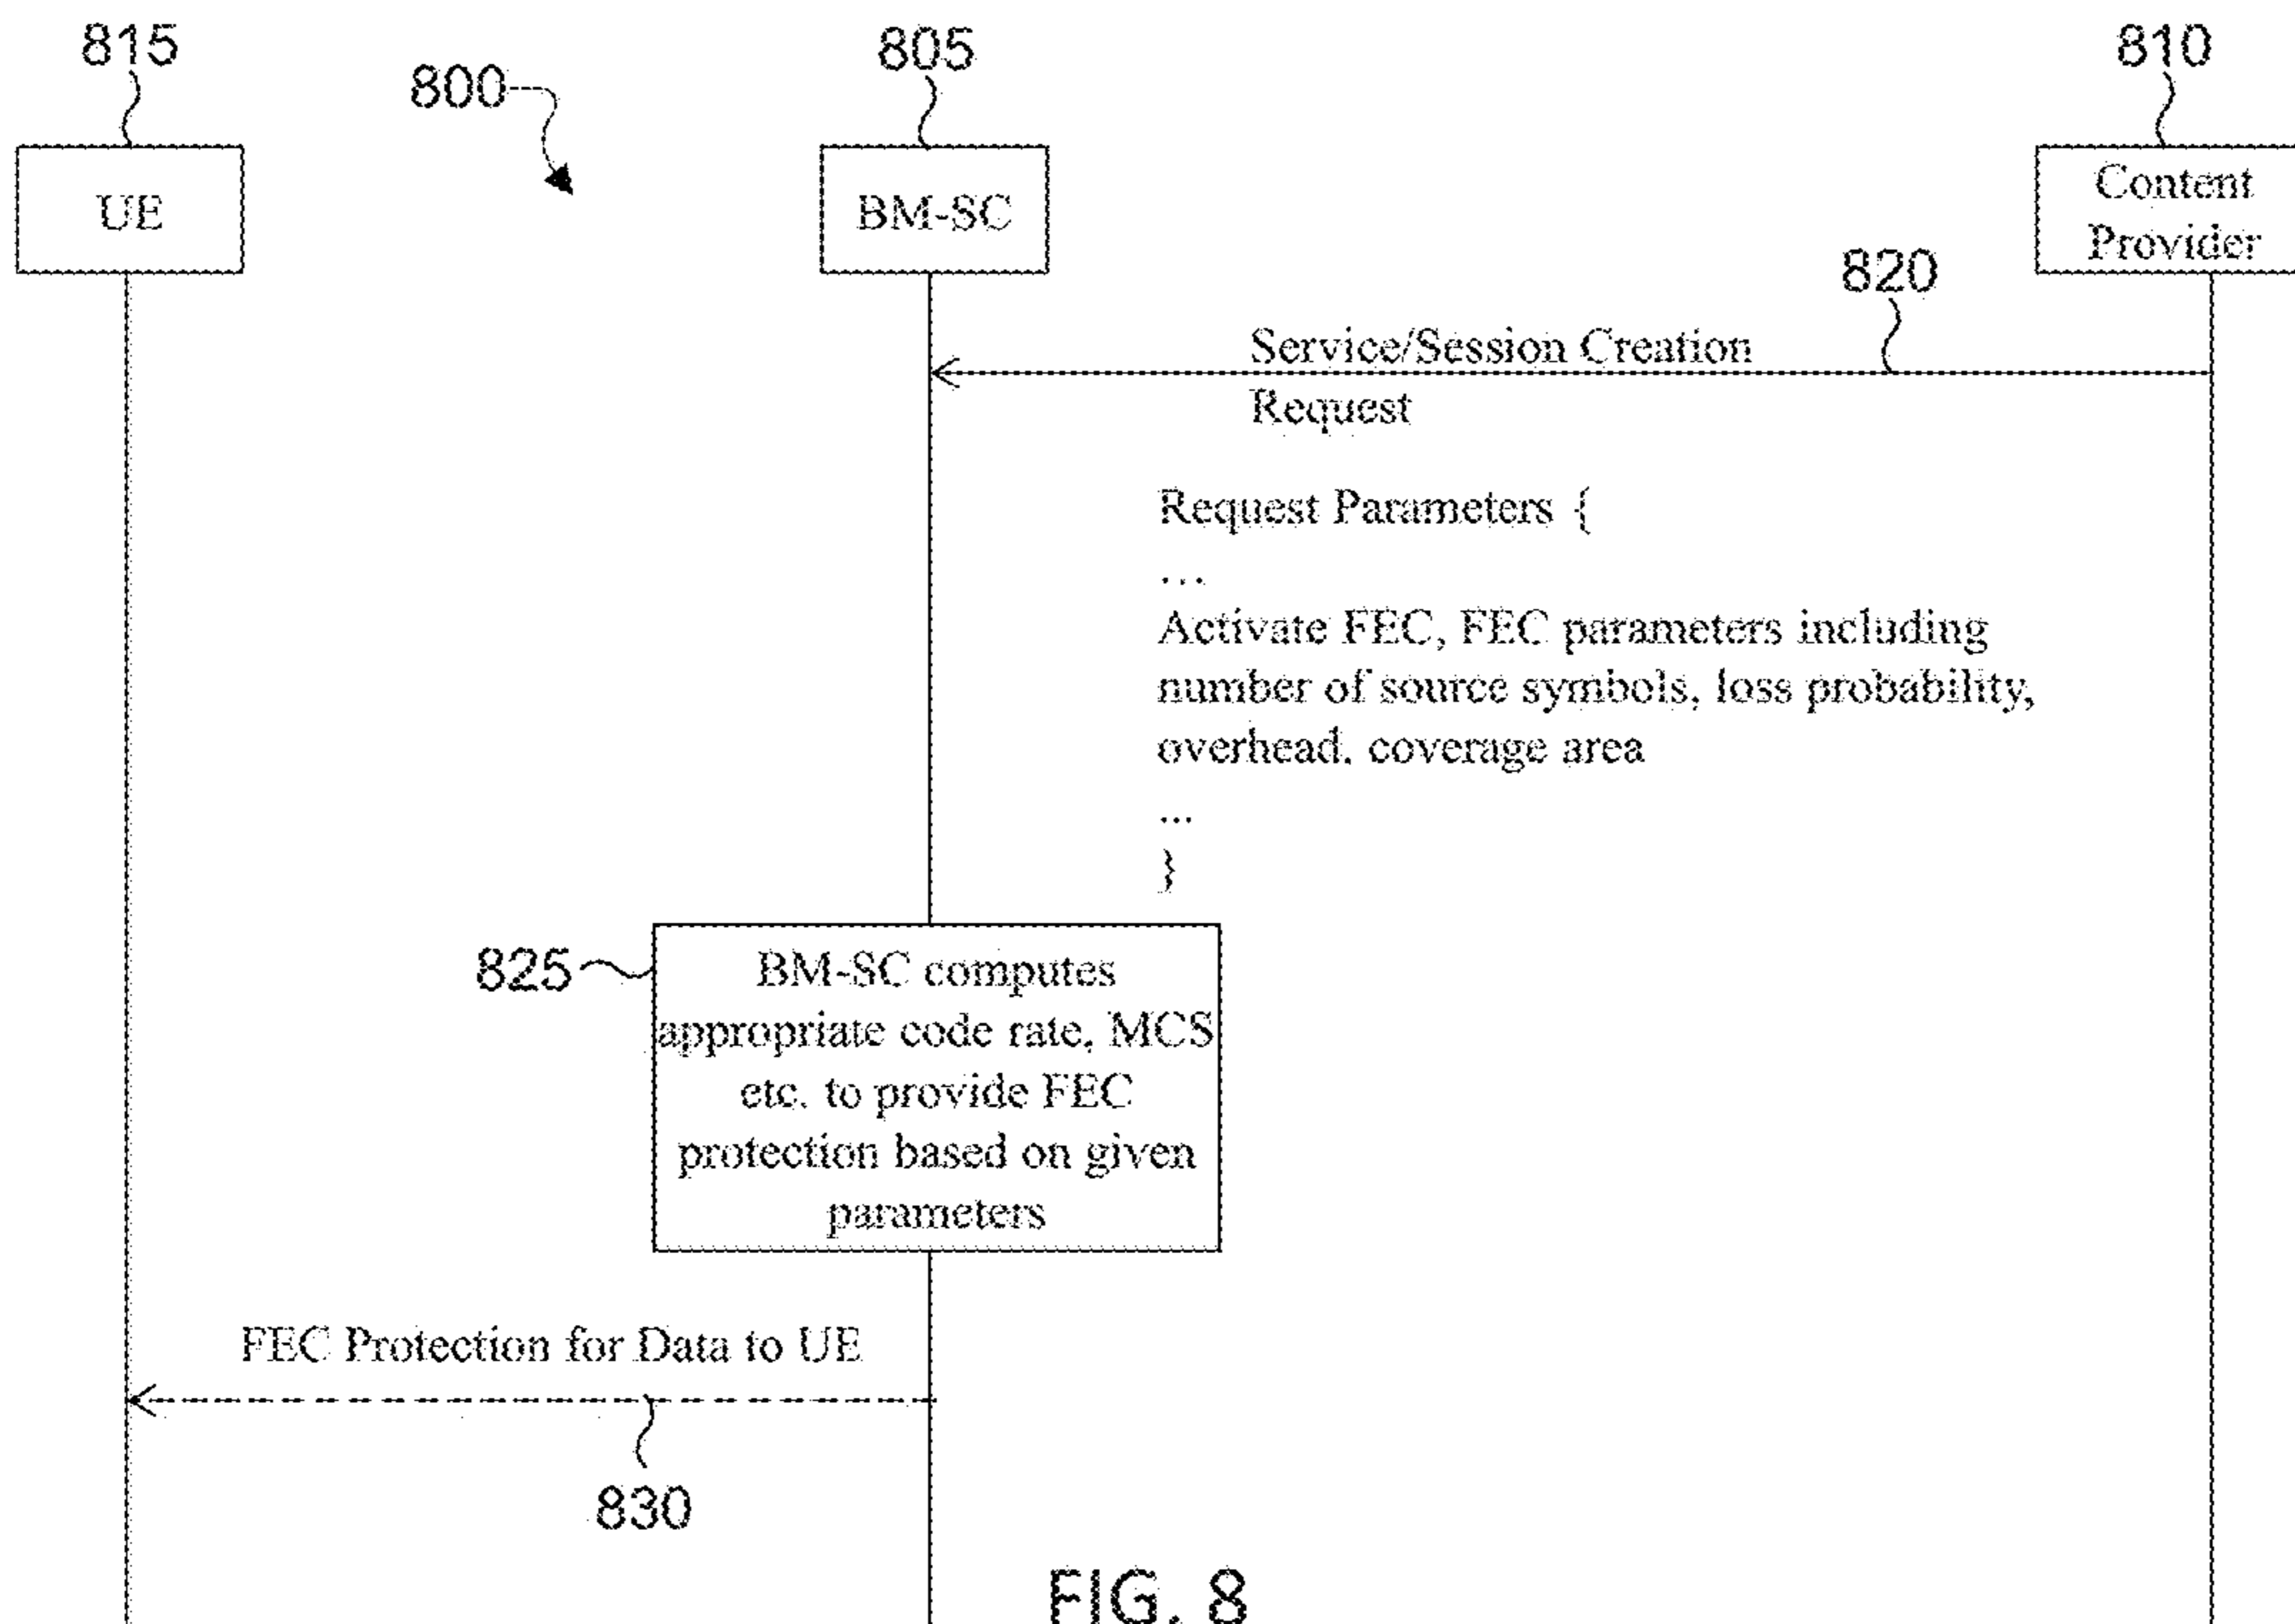 815
800
805
810
UE
BM-SC
Content
Provider
820
Service/Session Creation
Request
Request Parameters {
...
Activate FEC, FEC parameters including
number of source symbols, loss probability,
overhead, coverage area
...
}
825
BM-SC computes
appropriate code rate, MCS
etc. to provide FEC
protection based on given
parameters
FEC Protection for Data to UE
830
FIG. 8